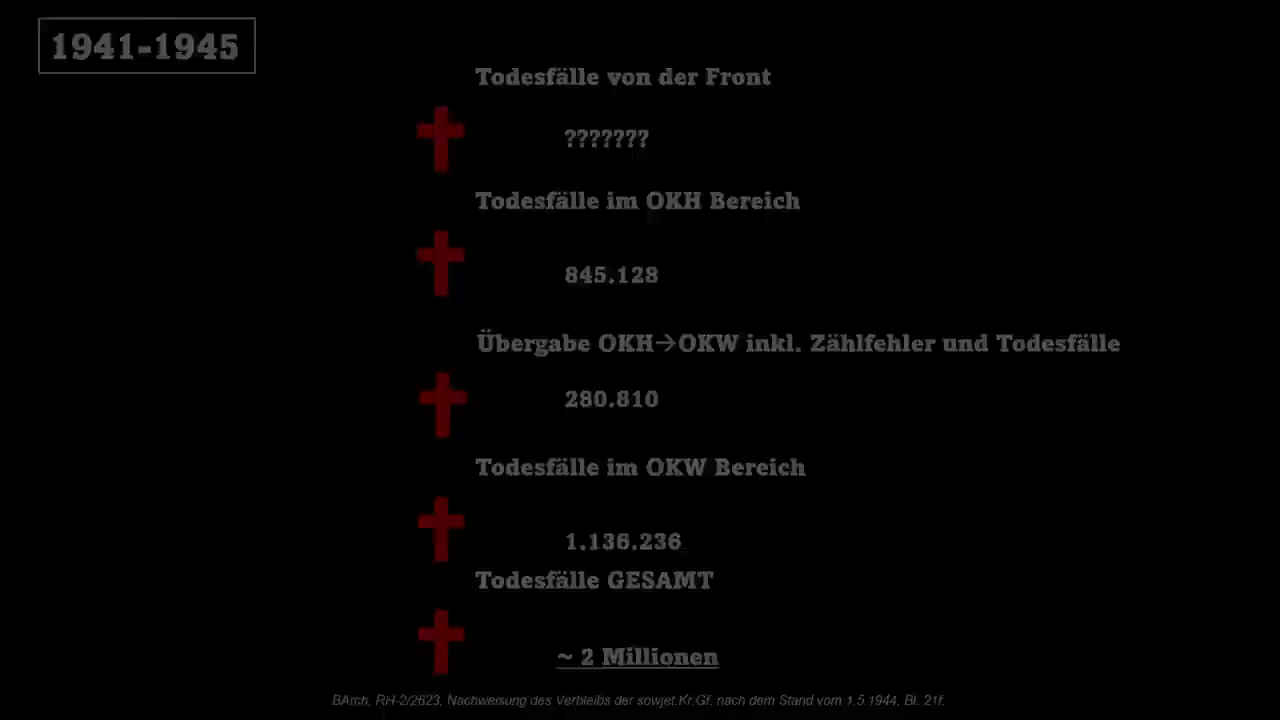 1941-1945
Todesfälle von der Front
???????
Todesfälle im OKH Bereich
845.128
Übergabe OKH→OKW inkl. Zählfehler und Todesfälle
280.810
Todesfälle im OKW Bereich
1.136.236
Todesfälle GESAMT
~ 2 Millionen
BArch, RH-2/2623, Nachweisung des Verbleibs der sowjet.Kr.Gf. nach dem Stand vom 1.5.1944, Bl. 21f.